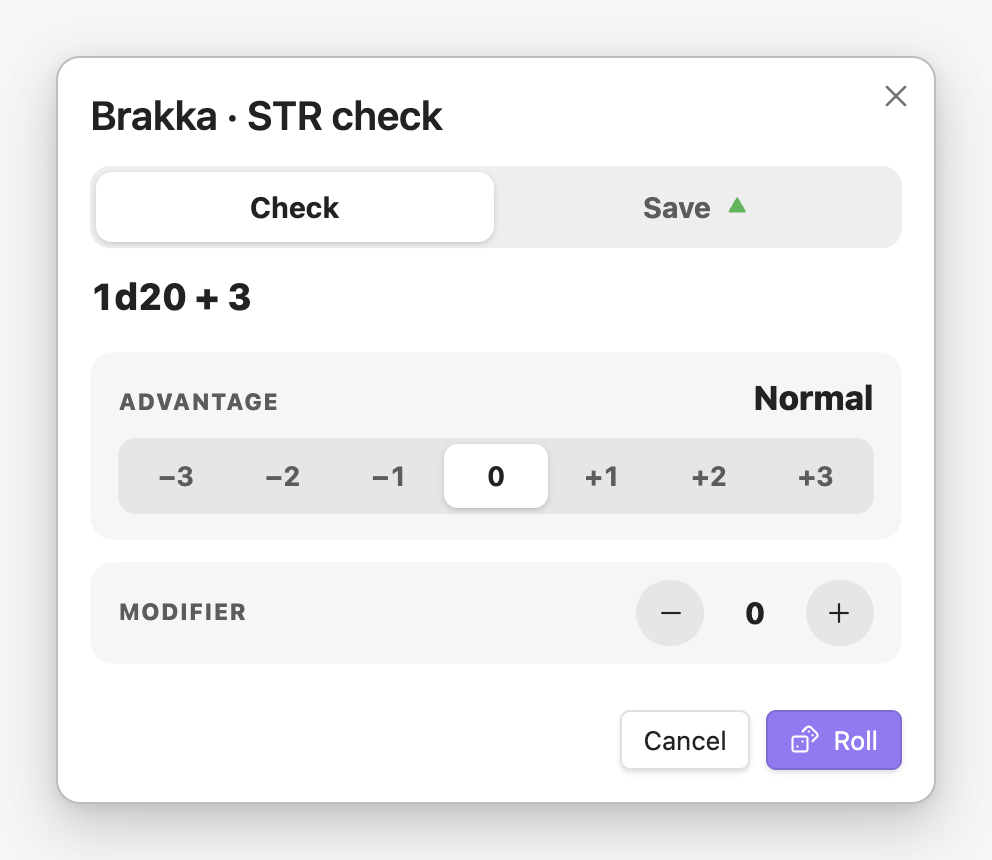 Brakka · STR check
Check Save
1d20 + 3
ADVANTAGE Normal
−3 −2 −1 0 +1 +2 +3
MODIFIER − 0 +
Cancel Roll